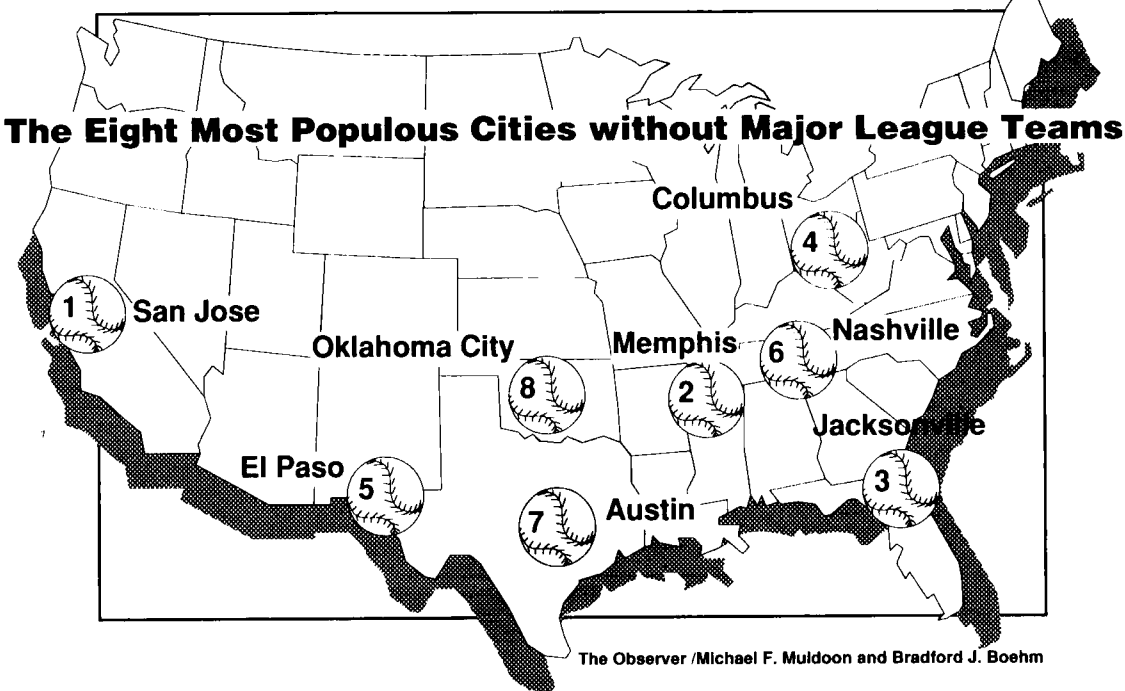 The Eight Most Populous Cities without Major League Teams
Columbus
4
1
San Jose
Nashville
Oklahoma City
Memphis
6
8
2
Jacksonville
El Paso
5
3
7
Austin
The Observer /Michael F. Muldoon and Bradford J. Boehm